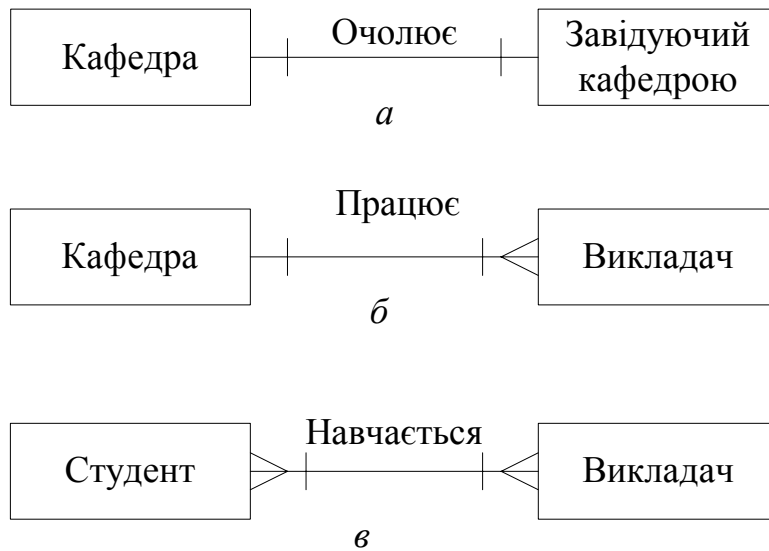 Кафедра
Очолює
Завідуючий
кафедрою
а
Кафедра
Працює
Викладач
б
Студент
Навчається
Викладач
в